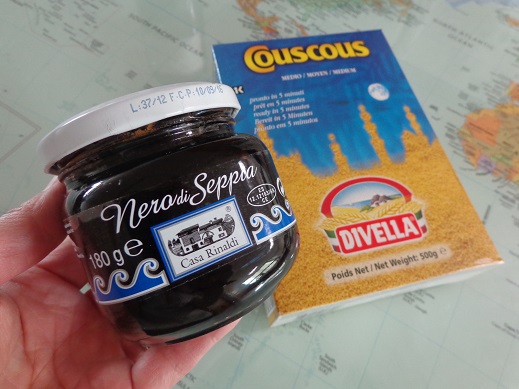 L:37/12 F-C-P:10/05/16
Nero di Seppia
180 g e
Casa Rinaldi
®
CE
COUSCOUS
MEDIO / MOYEN / MEDIUM
pronto in 5 minuti
prêt en 5 minutes
ready in 5 minutes
Bereit in 5 minuten
pronto em 5 minutos
DIVELLA
Poids Net / Net Weight: 500g e